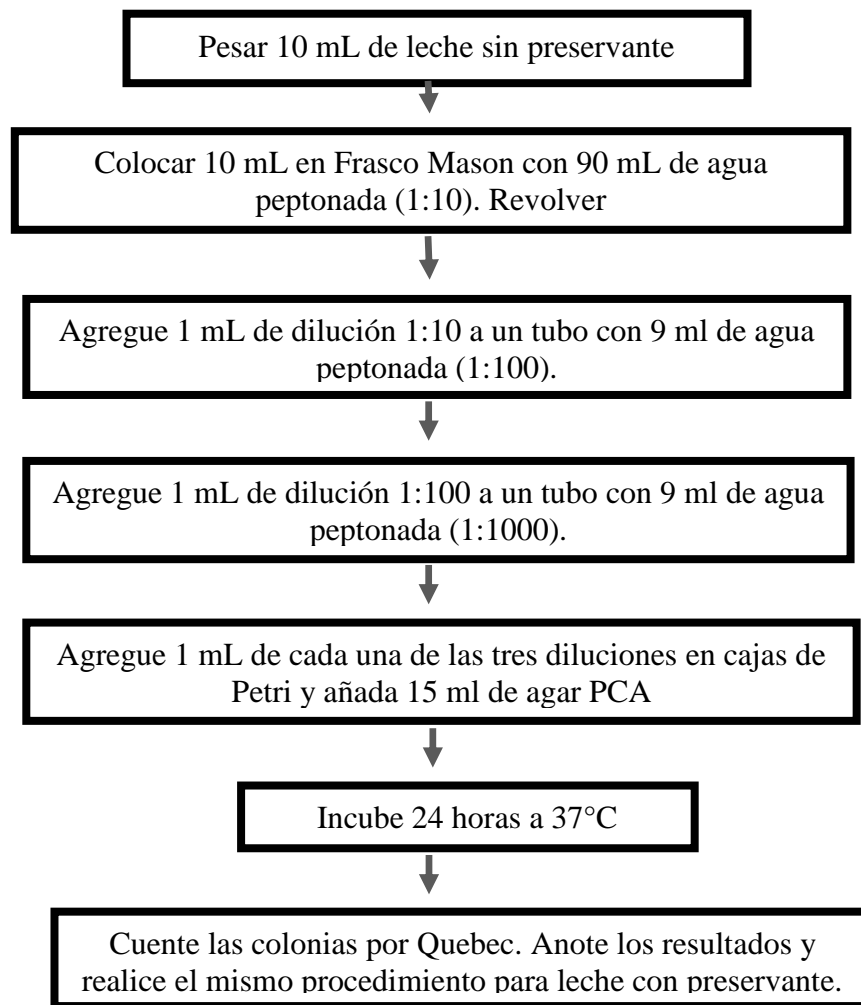 Pesar 10 mL de leche sin preservante
Colocar 10 mL en Frasco Mason con 90 mL de agua
peptonada (1:10). Revolver
Agregue 1 mL de dilución 1:10 a un tubo con 9 ml de agua
peptonada (1:100).
Agregue 1 mL de dilución 1:100 a un tubo con 9 ml de agua
peptonada (1:1000).
Agregue 1 mL de cada una de las tres diluciones en cajas de
Petri y añada 15 ml de agar PCA
Incube 24 horas a 37°C
Cuente las colonias por Quebec. Anote los resultados y
realice el mismo procedimiento para leche con preservante.